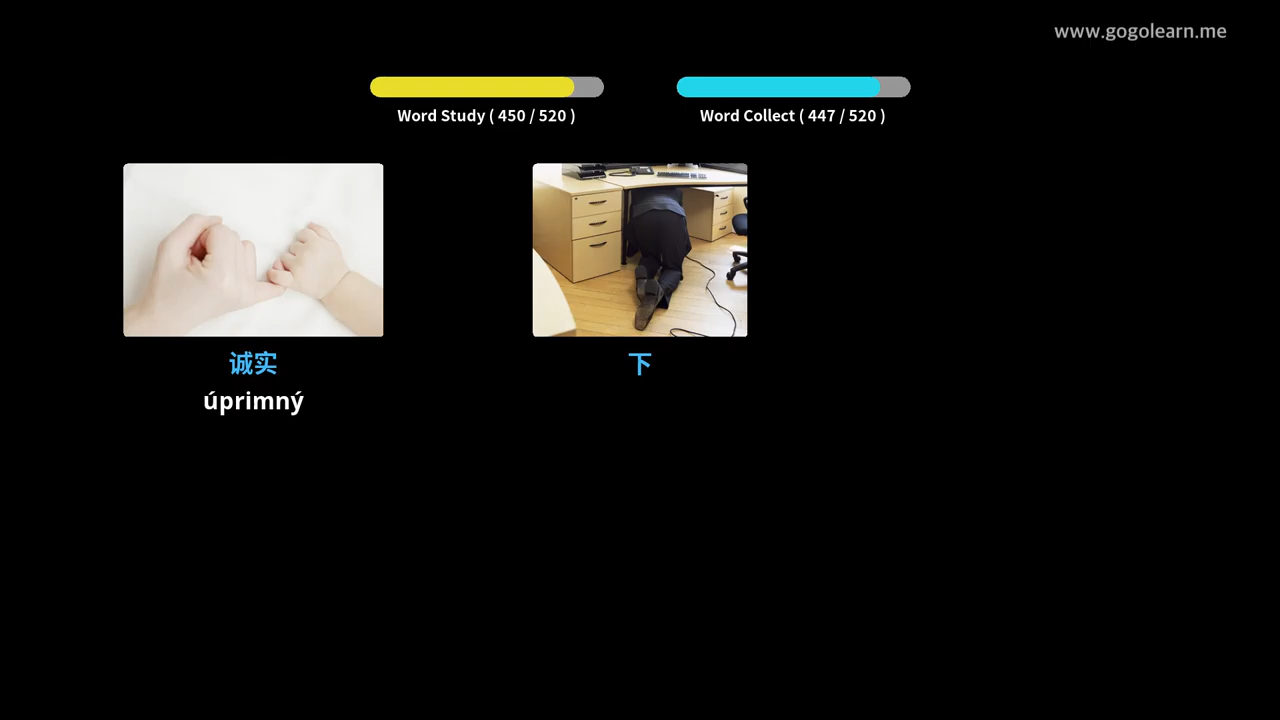 www.gogolearn.me
Word Study ( 450 / 520 )
Word Collect ( 447 / 520 )
诚实
úprimný
下